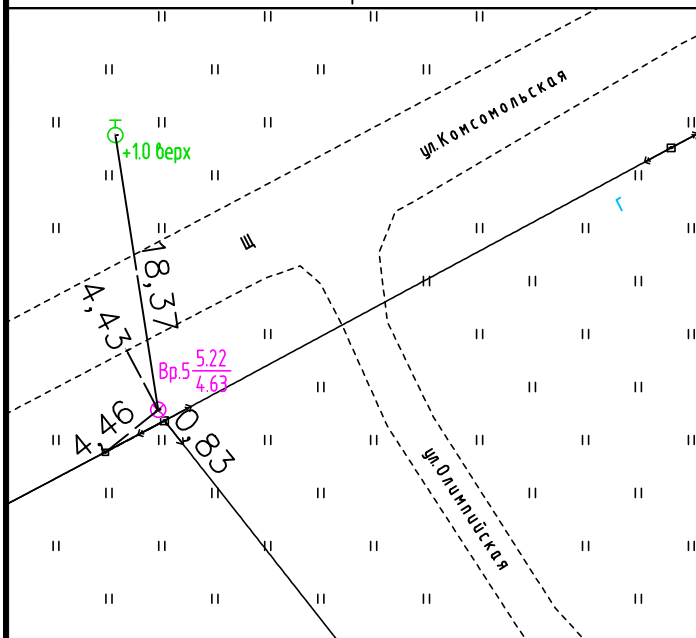 ул.Комсомольская
+1.0 верх
Г
Щ
18,37
4,43
Вр.5 5.22
4.63
4,46
0,83
ул.Олимпийская